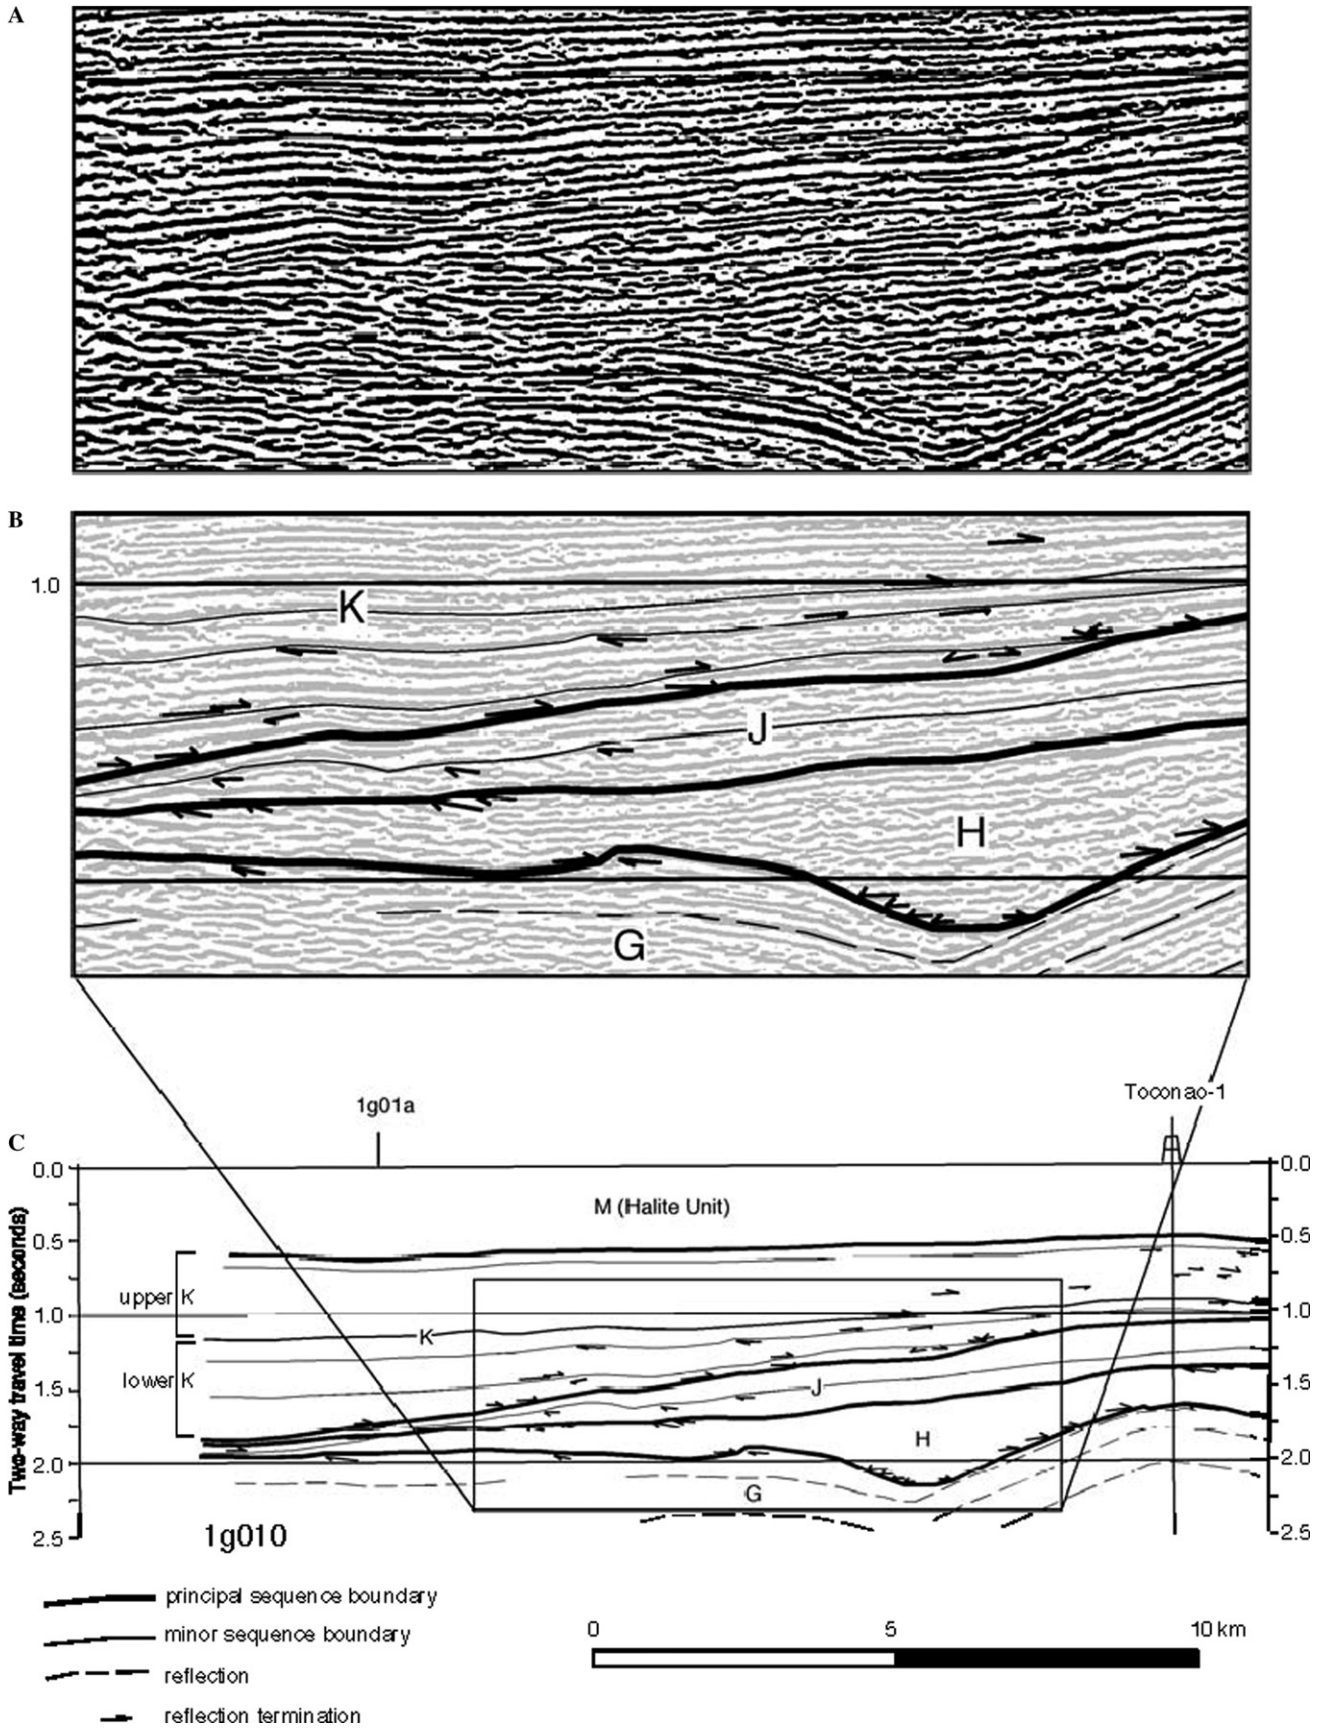 A
B
1.0
K
J
H
G
1g01a
Toconao-1
C
0.0
0.0
M (Halite Unit)
0.5
0.5
upper K
1.0
1.0
K
lower K
1.5
1.5
J
H
2.0
2.0
G
2.5
2.5
Two-way travel time (seconds)
1g010
principal sequence boundary
minor sequence boundary
reflection
reflection termination
0 5 10 km